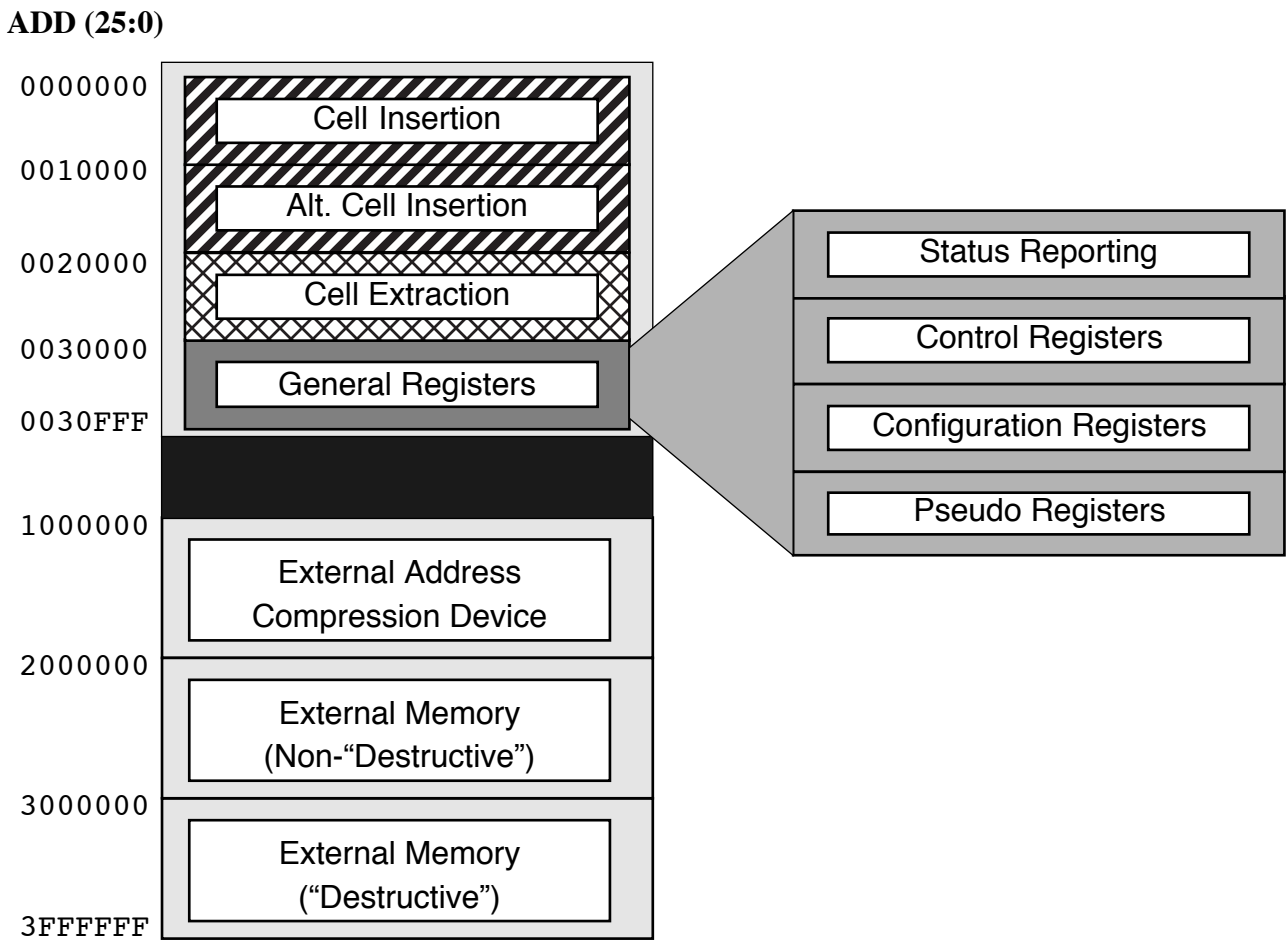 ADD (25:0)
0000000
Cell Insertion
0010000
Alt. Cell Insertion
0020000
Cell Extraction
0030000
General Registers
0030FFF
Status Reporting
Control Registers
Configuration Registers
Pseudo Registers
1000000
External Address
Compression Device
2000000
External Memory
(Non-“Destructive”)
3000000
External Memory
(“Destructive”)
3FFFFFF